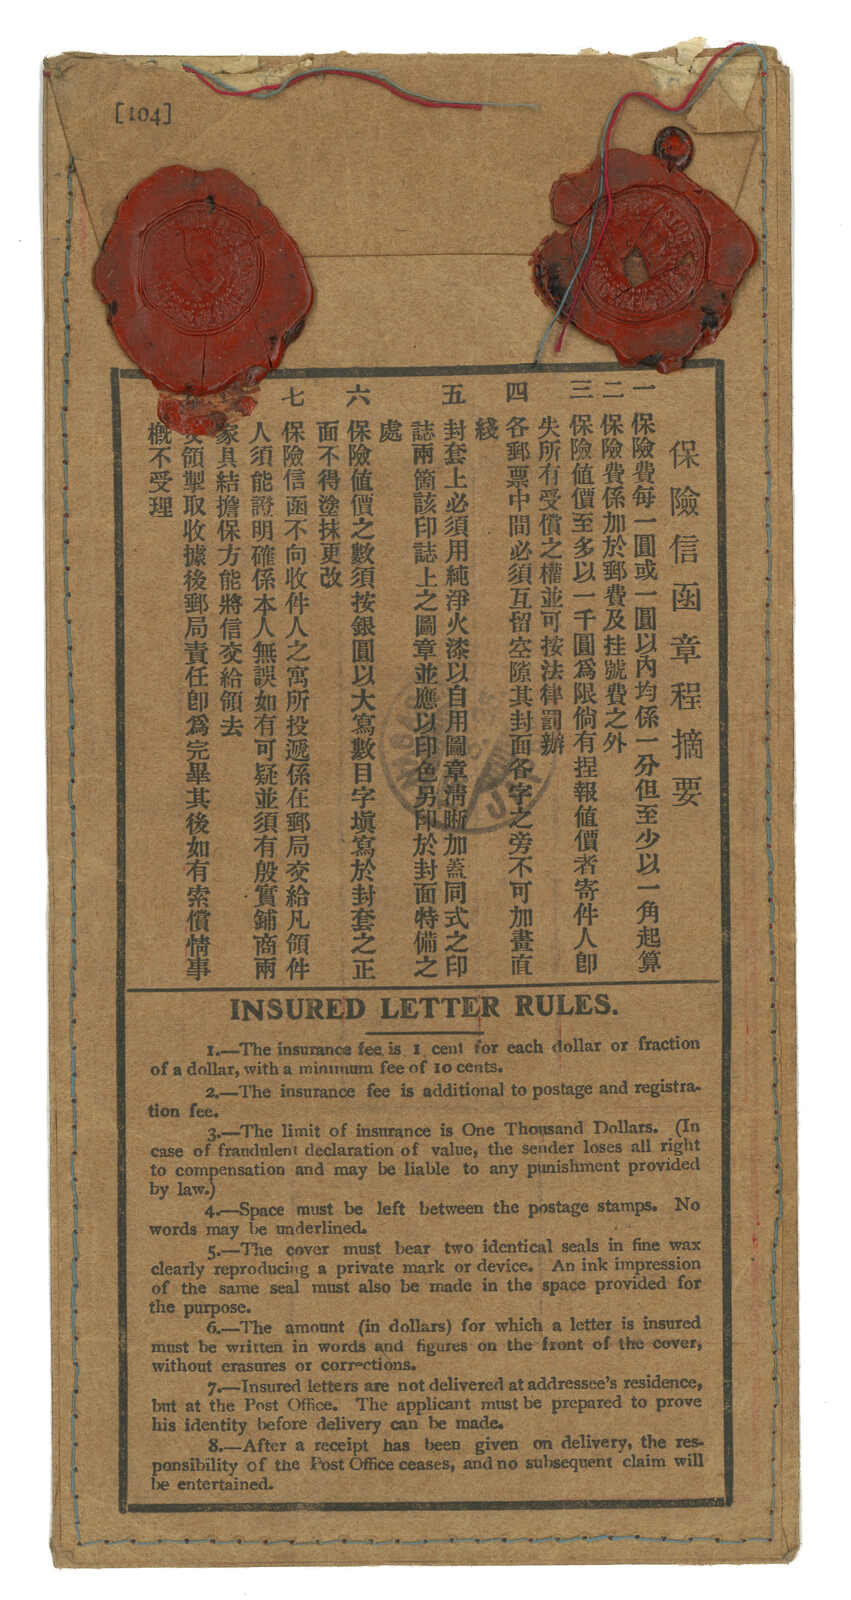 [104]
保險信函章程摘要
一 保險費每一圓或一圓以內均係一分但至少以一角起算
二 保險費係加於郵費及挂號費之外
三 保險值價至多以一千圓爲限倘有捏報值價者寄件人卽
失所有受償之權並可按法律罰辦
四 各郵票中間必須互留空隙其封面各字之旁不可加畫直
綫
五 封套上必須用純淨火漆以自用圖章淸晰加蓋同式之印
誌兩箇該印誌上之圖章並應以印色另印於封面特備之
處
六 保險値價之數須按銀圓以大寫數目字塡寫於封套之正
面不得塗抹更改
七 保險信函不向收件人之寓所投遞係在郵局交給凡領件
人須能證明確係本人無誤如有可疑並須有殷實鋪商兩
家具結擔保方能將信交給領去
領掣取收據後郵局責任卽爲完畢其後如有索償情事
槪不受理
INSURED LETTER RULES.
1.—The insurance fee is 1 cent for each dollar or fraction
of a dollar, with a minimum fee of 10 cents.
2.—The insurance fee is additional to postage and registra-
tion fee.
3.—The limit of insurance is One Thousand Dollars. (In
case of fraudulent declaration of value, the sender loses all right
to compensation and may be liable to any punishment provided
by law.)
4.—Space must be left between the postage stamps. No
words may be underlined.
5.—The cover must bear two identical seals in fine wax
clearly reproducing a private mark or device. An ink impression
of the same seal must also be made in the space provided for
the purpose.
6.—The amount (in dollars) for which a letter is insured
must be written in words and figures on the front of the cover,
without erasures or corrections.
7.—Insured letters are not delivered at addressee's residence,
but at the Post Office. The applicant must be prepared to prove
his identity before delivery can be made.
8.—After a receipt has been given on delivery, the res-
ponsibility of the Post Office ceases, and no subsequent claim will
be entertained.